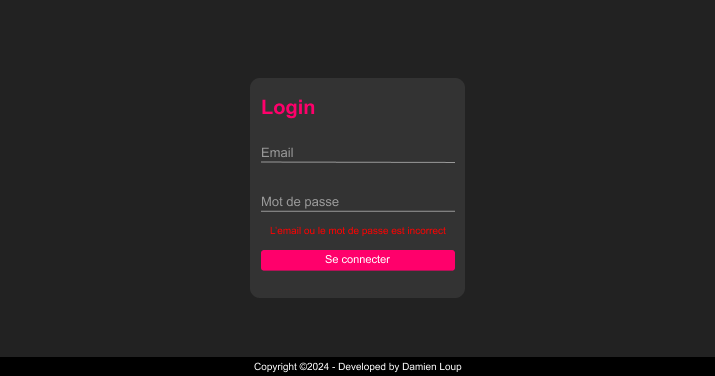 Login
Email
Mot de passe
L'email ou le mot de passe est incorrect
Se connecter
Copyright ©2024 - Developed by Damien Loup